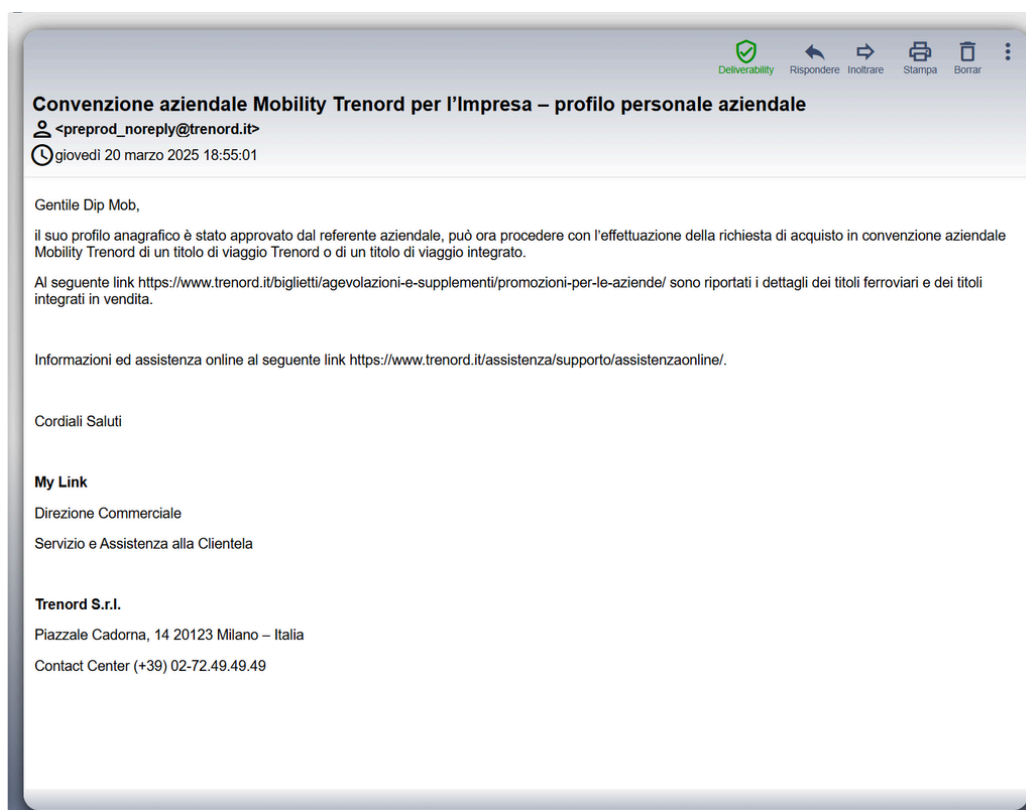 Deliverability
Rispondere
Inoltrare
Stampa
Borrar
Convenzione aziendale Mobility Trenord per l'Impresa – profilo personale aziendale
<preprod_noreply@trenord.it>
giovedì 20 marzo 2025 18:55:01
Gentile Dip Mob,
il suo profilo anagrafico è stato approvato dal referente aziendale, può ora procedere con l'effettuazione della richiesta di acquisto in convenzione aziendale
Mobility Trenord di un titolo di viaggio Trenord o di un titolo di viaggio integrato.
Al seguente link https://www.trenord.it/biglietti/agevolazioni-e-supplementi/promozioni-per-le-aziende/ sono riportati i dettagli dei titoli ferroviari e dei titoli
integrati in vendita.
Informazioni ed assistenza online al seguente link https://www.trenord.it/assistenza/supporto/assistenzaonline/.
Cordiali Saluti
My Link
Direzione Commerciale
Servizio e Assistenza alla Clientela
Trenord S.r.l.
Piazzale Cadorna, 14 20123 Milano – Italia
Contact Center (+39) 02-72.49.49.49